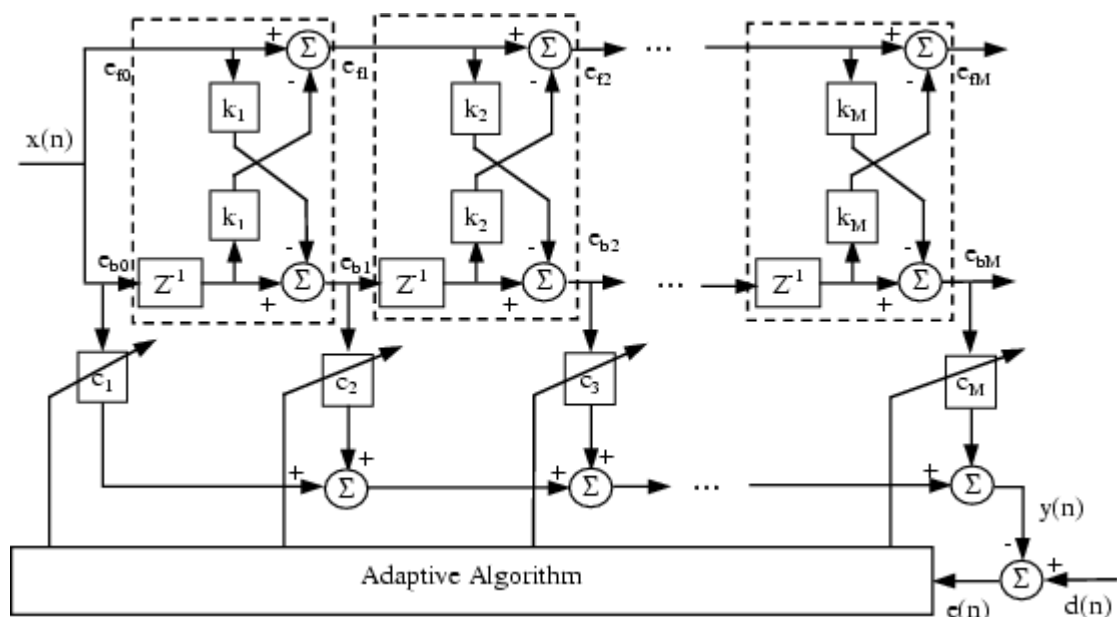 + Σ + Σ ... + Σ
e_f0 - e_f1 - e_f2 - e_fM
k_1 k_2 k_M
x(n)
k_1 k_2 k_M
e_b0 - e_b1 - e_b2 -
Z^-1 + Σ Z^-1 + Σ ... Z^-1 + Σ e_bM
c_1 c_2 c_3 c_M
+ + + +
+ Σ + Σ ... + Σ
y(n)
-
Adaptive Algorithm Σ +
e(n) d(n)